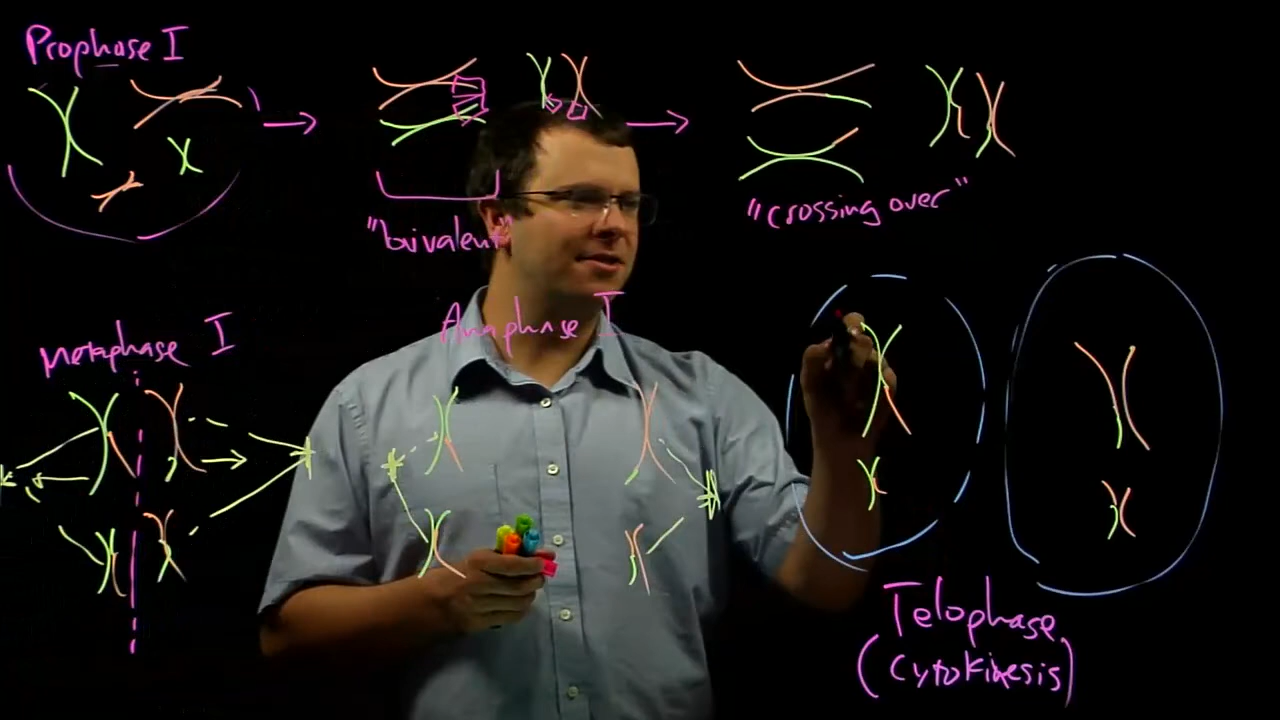 Prophase I
"bivalent"
"crossing over"
Metaphase I
Anaphase I
Telophase
(Cytokinesis)